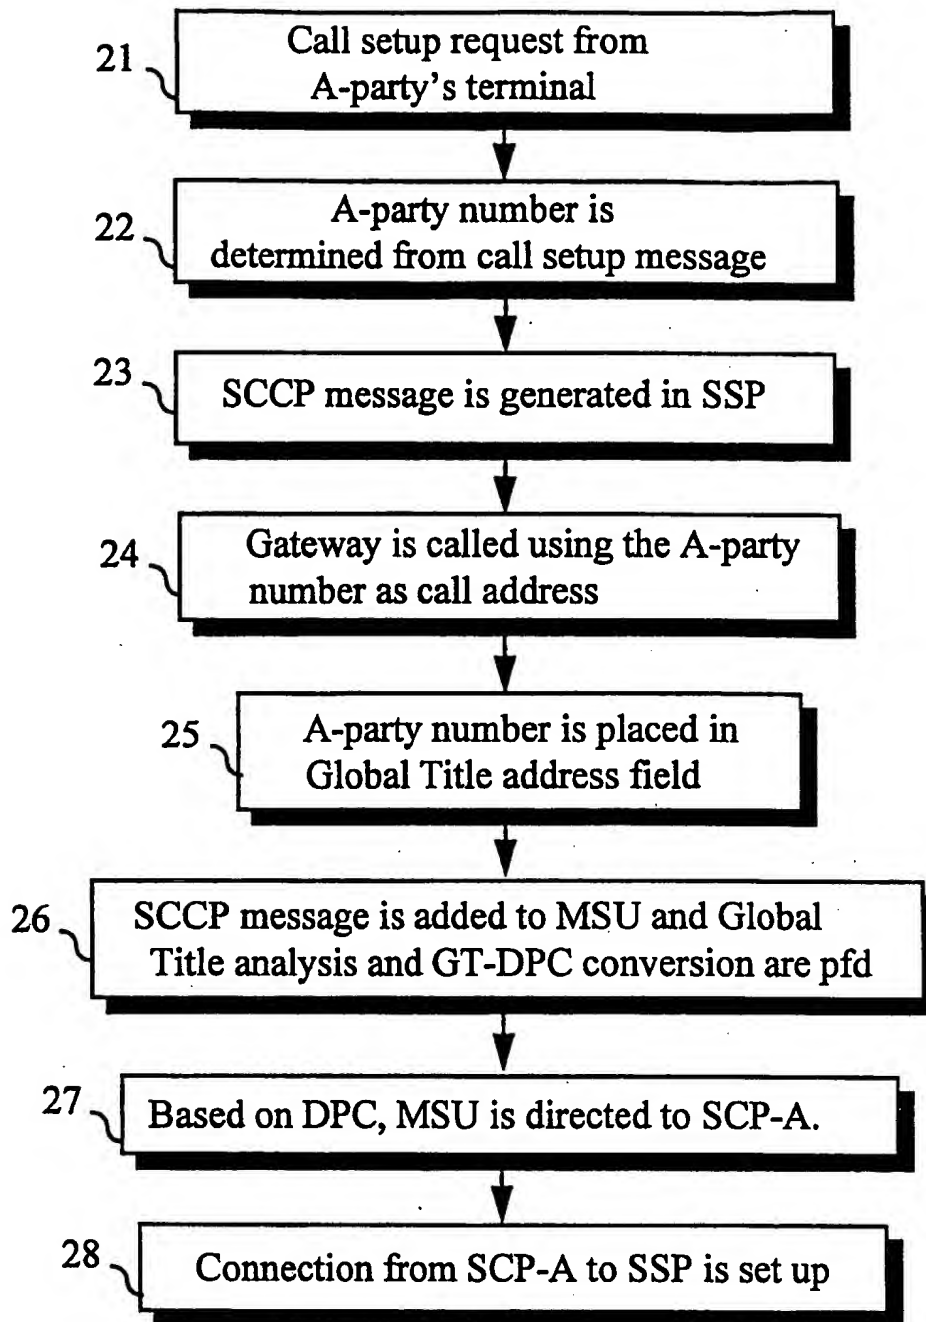 21
Call setup request from
A-party's terminal
22
A-party number is
determined from call setup message
23
SCCP message is generated in SSP
24
Gateway is called using the A-party
number as call address
25
A-party number is placed in
Global Title address field
26
SCCP message is added to MSU and Global
Title analysis and GT-DPC conversion are pfd
27
Based on DPC, MSU is directed to SCP-A.
28
Connection from SCP-A to SSP is set up